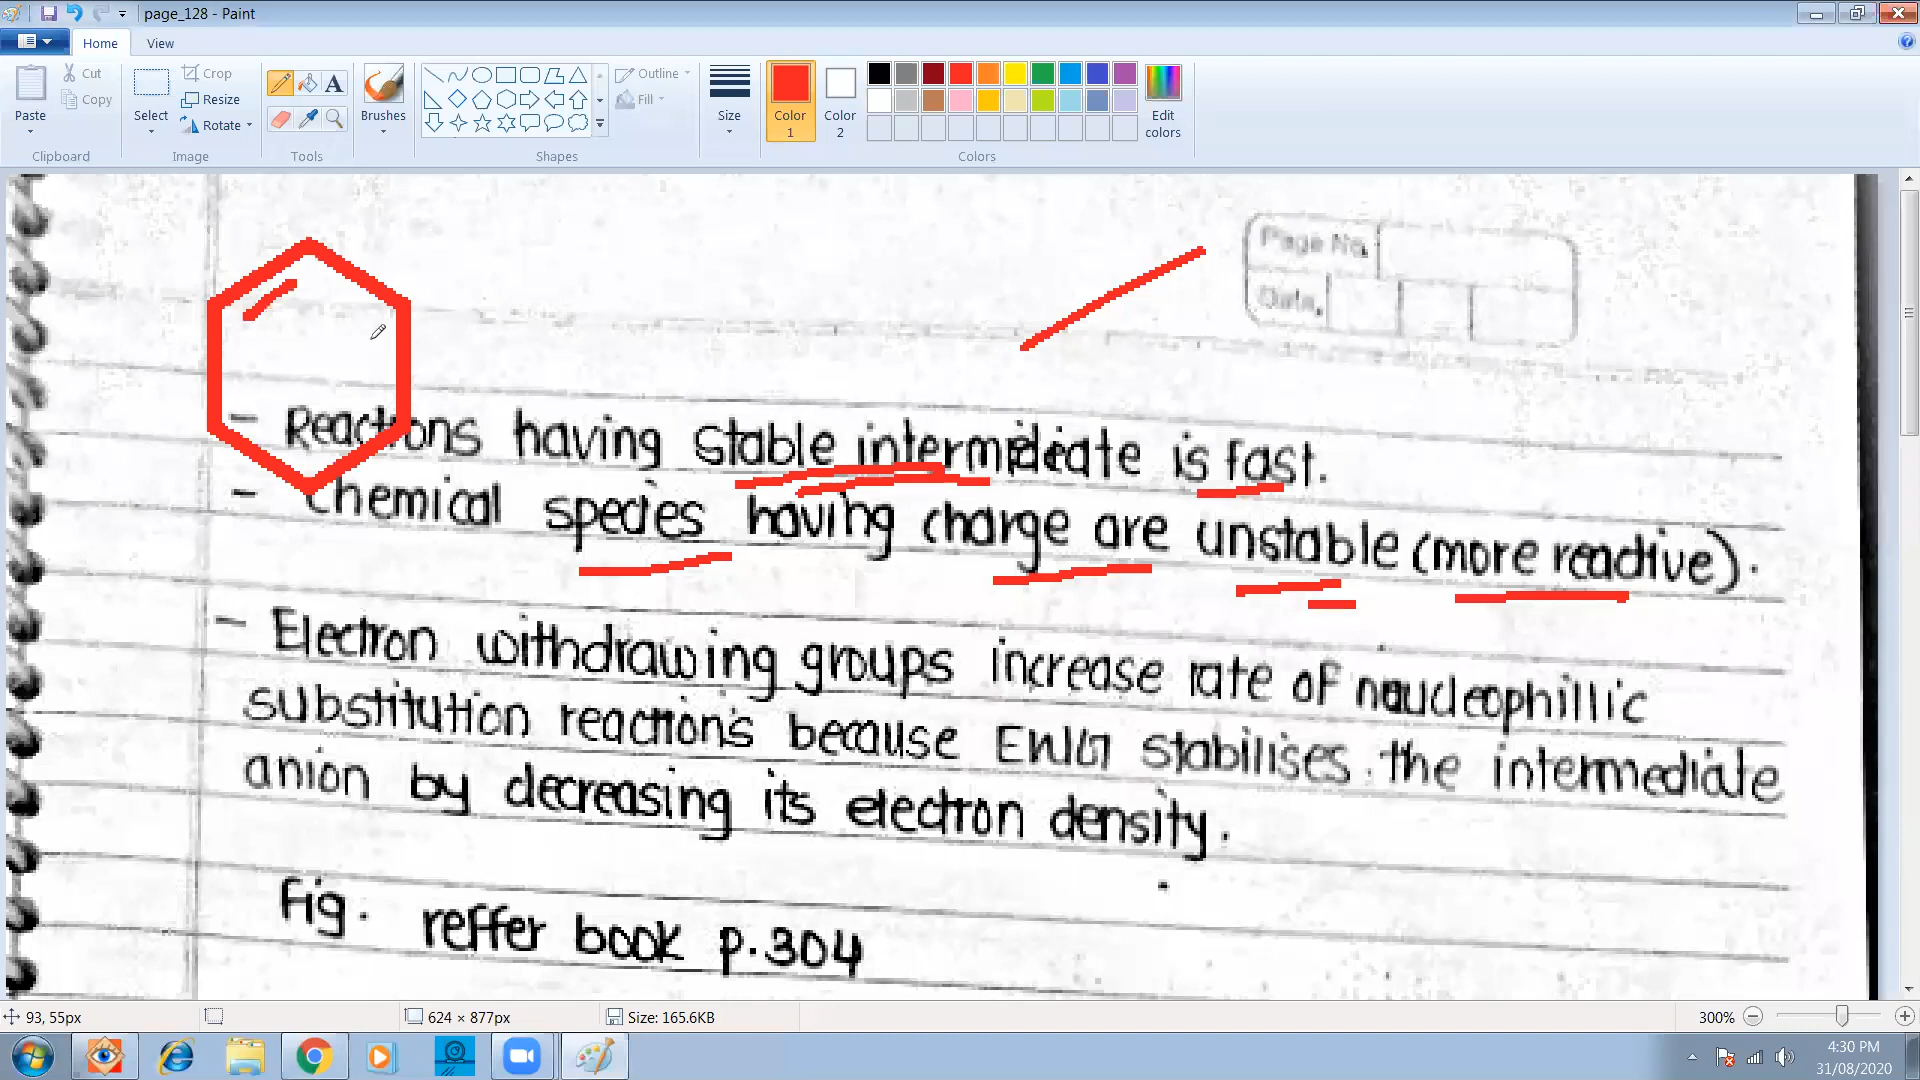 page_128 - Paint
Home View
Paste
Cut
Copy
Clipboard
Select
Crop
Resize
Rotate
Image
A
Tools
Brushes
Outline
Fill
Shapes
Size
Color 1
Color 2
Edit colors
Colors
Page No.
Date.
- Reactions having stable intermidiate is fast.
- Chemical species having charge are unstable (more reactive).
- Electron withdrawing groups increase rate of nucleophillic
substitution reactions because EWG stabilises the intermediate
anion by decreasing its electron density.
Fig. reffer book p.304
93, 55px
624 × 877px
Size: 165.6KB
300%
4:30 PM
31/08/2020